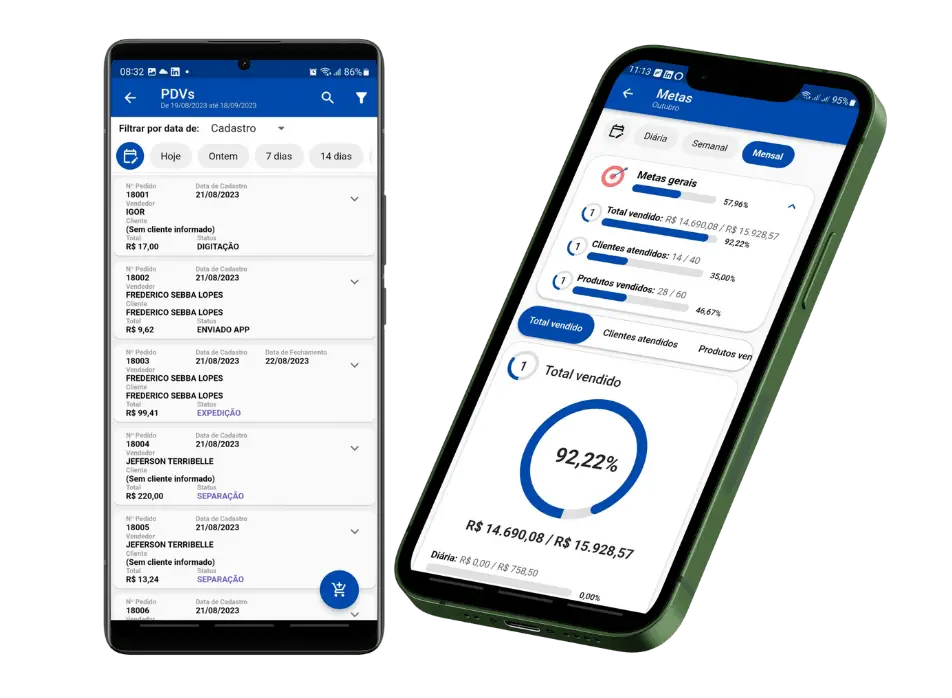 08:32 86%
PDVs
De 19/08/2023 até 18/09/2023
Filtrar por data de: Cadastro
Hoje Ontem 7 dias 14 dias
Nº Pedido Data de Cadastro
18001 21/08/2023
Vendedor
IGOR
Cliente
(Sem cliente informado)
Total Status
R$ 17,00 DIGITAÇÃO
Nº Pedido Data de Cadastro
18002 21/08/2023
Vendedor
FREDERICO SEBBA LOPES
Cliente
FREDERICO SEBBA LOPES
Total Status
R$ 9,62 ENVIADO APP
Nº Pedido Data de Cadastro Data de Fechamento
18003 21/08/2023 22/08/2023
Vendedor
FREDERICO SEBBA LOPES
Cliente
FREDERICO SEBBA LOPES
Total Status
R$ 99,41 EXPEDIÇÃO
Nº Pedido Data de Cadastro
18004 21/08/2023
Vendedor
JEFERSON TERRIBELLE
Cliente
(Sem cliente informado)
Total Status
R$ 220,00 SEPARAÇÃO
Nº Pedido Data de Cadastro
18005 21/08/2023
Vendedor
JEFERSON TERRIBELLE
Cliente
(Sem cliente informado)
Total Status
R$ 13,24 SEPARAÇÃO
Nº Pedido Data de Cadastro
18006 21/08/2023
Vendedor
11:13 95%
Metas
Outubro
Diária Semanal Mensal
Metas gerais
57,96%
1 Total vendido: R$ 14.690,08 / R$ 15.928,57
92,22%
1 Clientes atendidos: 14 / 40
35,00%
1 Produtos vendidos: 28 / 60
46,67%
Total vendido Clientes atendidos Produtos ven
1 Total vendido
92,22%
R$ 14.690,08 / R$ 15.928,57
Diária: R$ 0,00 / R$ 758,50
0,00%